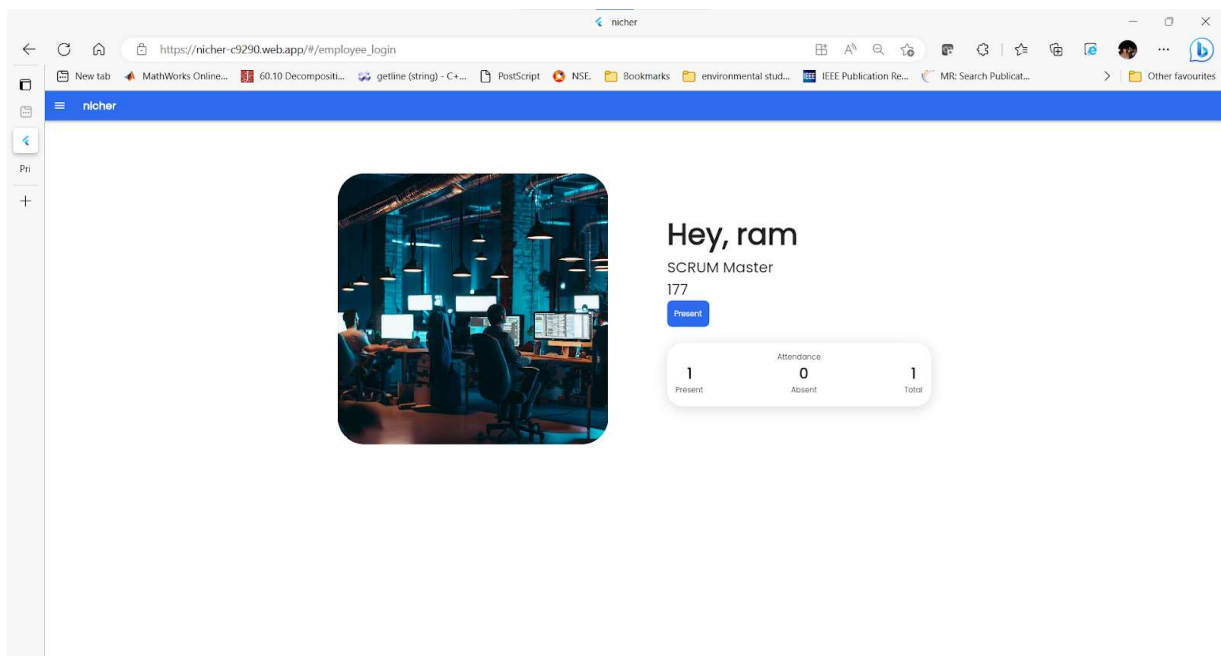 nicher
https://nicher-c9290.web.app/#/employee_login
New tab MathWorks Online... 60.10 Decompositi... getline (string) - C+... PostScript NSE. Bookmarks environmental stud... IEEE IEEE Publication Re... MR: Search Publicat... Other favourites
nicher
Pri
Hey, ram
SCRUM Master
177
Present
Attendance
1 0 1
Present Absent Total